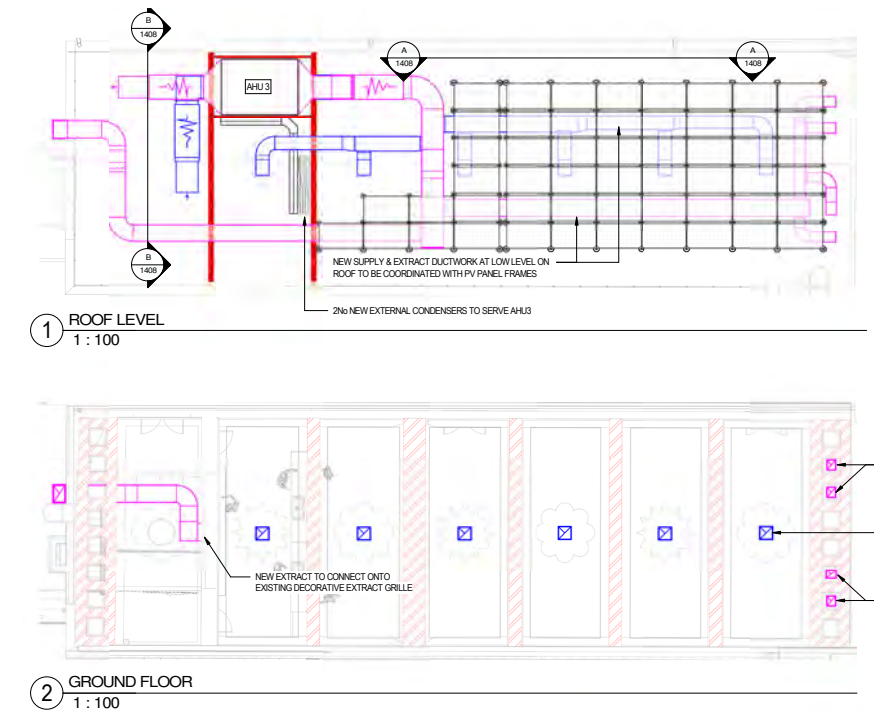 B
1408
A
1408
A
1408
AHU 3
B
1408
NEW SUPPLY & EXTRACT DUCTWORK AT LOW LEVEL ON
ROOF TO BE COORDINATED WITH PV PANEL FRAMES
2No NEW EXTERNAL CONDENSERS TO SERVE AHU3
1
ROOF LEVEL
1 : 100
NEW EXTRACT TO CONNECT ONTO
EXISTING DECORATIVE EXTRACT GRILLE
2
GROUND FLOOR
1 : 100